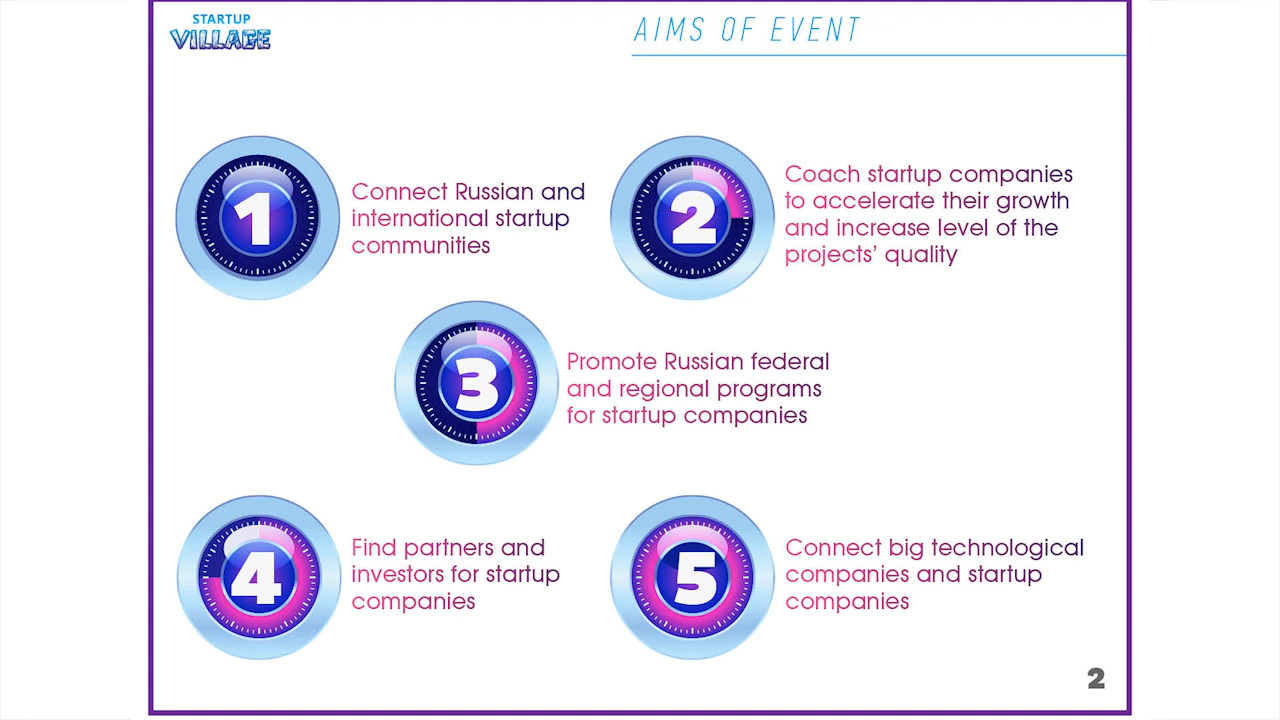 STARTUP
VILLAGE
AIMS OF EVENT
1
Connect Russian and
international startup
communities
2
Coach startup companies
to accelerate their growth
and increase level of the
projects’ quality
3
Promote Russian federal
and regional programs
for startup companies
4
Find partners and
investors for startup
companies
5
Connect big technological
companies and startup
companies
2